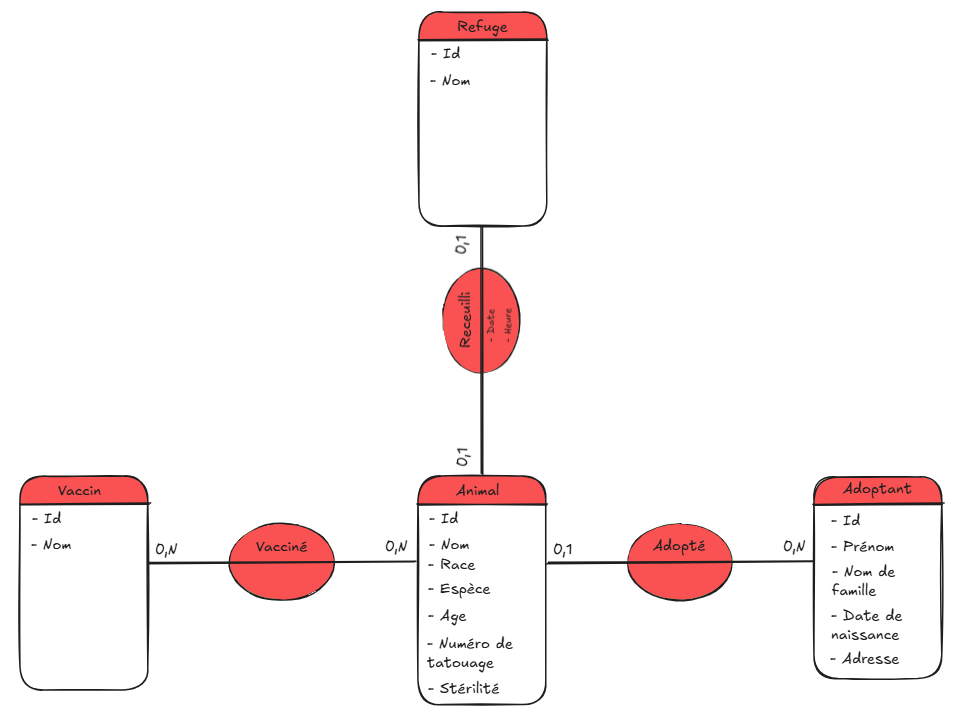 Refuge
- Id
- Nom
0,1
Receuilli
- Date
- Heure
0,1
Vaccin
- Id
- Nom
0,N
Vacciné
0,N
Animal
- Id
- Nom
- Race
- Espèce
- Age
- Numéro de
tatouage
- Stérilité
0,1
Adopté
0,N
Adoptant
- Id
- Prénom
- Nom de
famille
- Date de
naissance
- Adresse